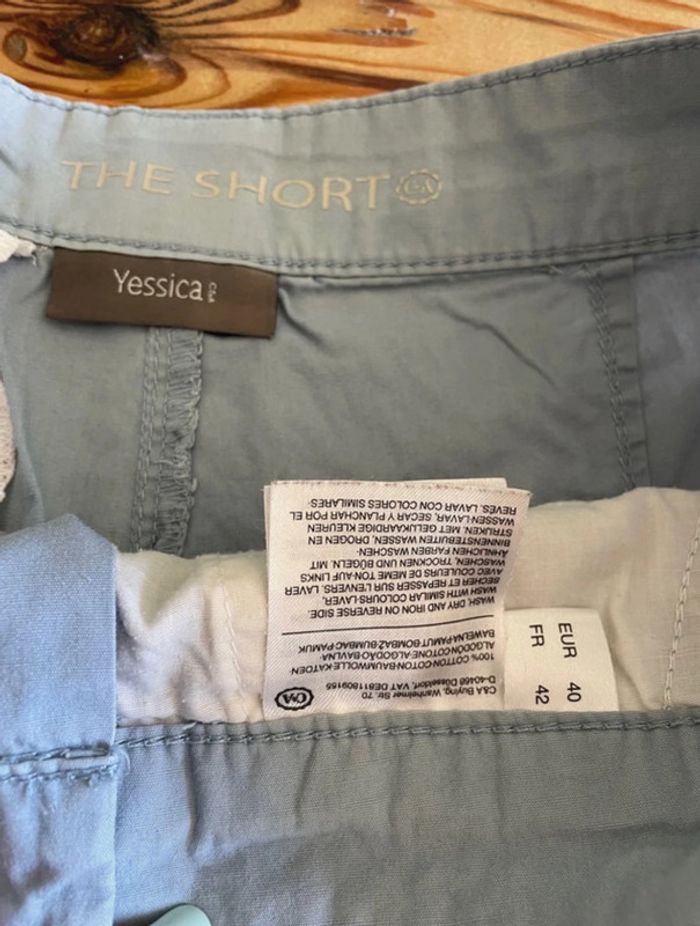 THE SHORT C&A
Yessica C&A
C&A
C&A Buying, Wanheimer Str. 70
D-40468 Düsseldorf, VAT DE811809155
100% COTTON-COTON-BAUMWOLLE-KATOEN-
ALGODÓN-COTONE-ALGODÃO-BAVLNA-
BAWEŁNA-PAMUT-BOMBAŽ-BUMBAC-PAMUK
WASH, DRY AND IRON ON REVERSE SIDE.
WASH WITH SIMILAR COLOURS-LAVER,
SECHER ET REPASSER SUR L'ENVERS. LAVER
AVEC COULEURS DE MEME TON-AUF LINKS
WASCHEN, TROCKNEN UND BÜGELN. MIT
ÄHNLICHEN FARBEN WASCHEN-
BINNENSTEBUITEN WASSEN, DROGEN EN
STRIJKEN. MET GELIJKAARDIGE KLEUREN
WASSEN-LAVAR, SECAR Y PLANCHAR POR EL
REVÉS. LAVAR CON COLORES SIMILARES-
EUR 40
FR 42